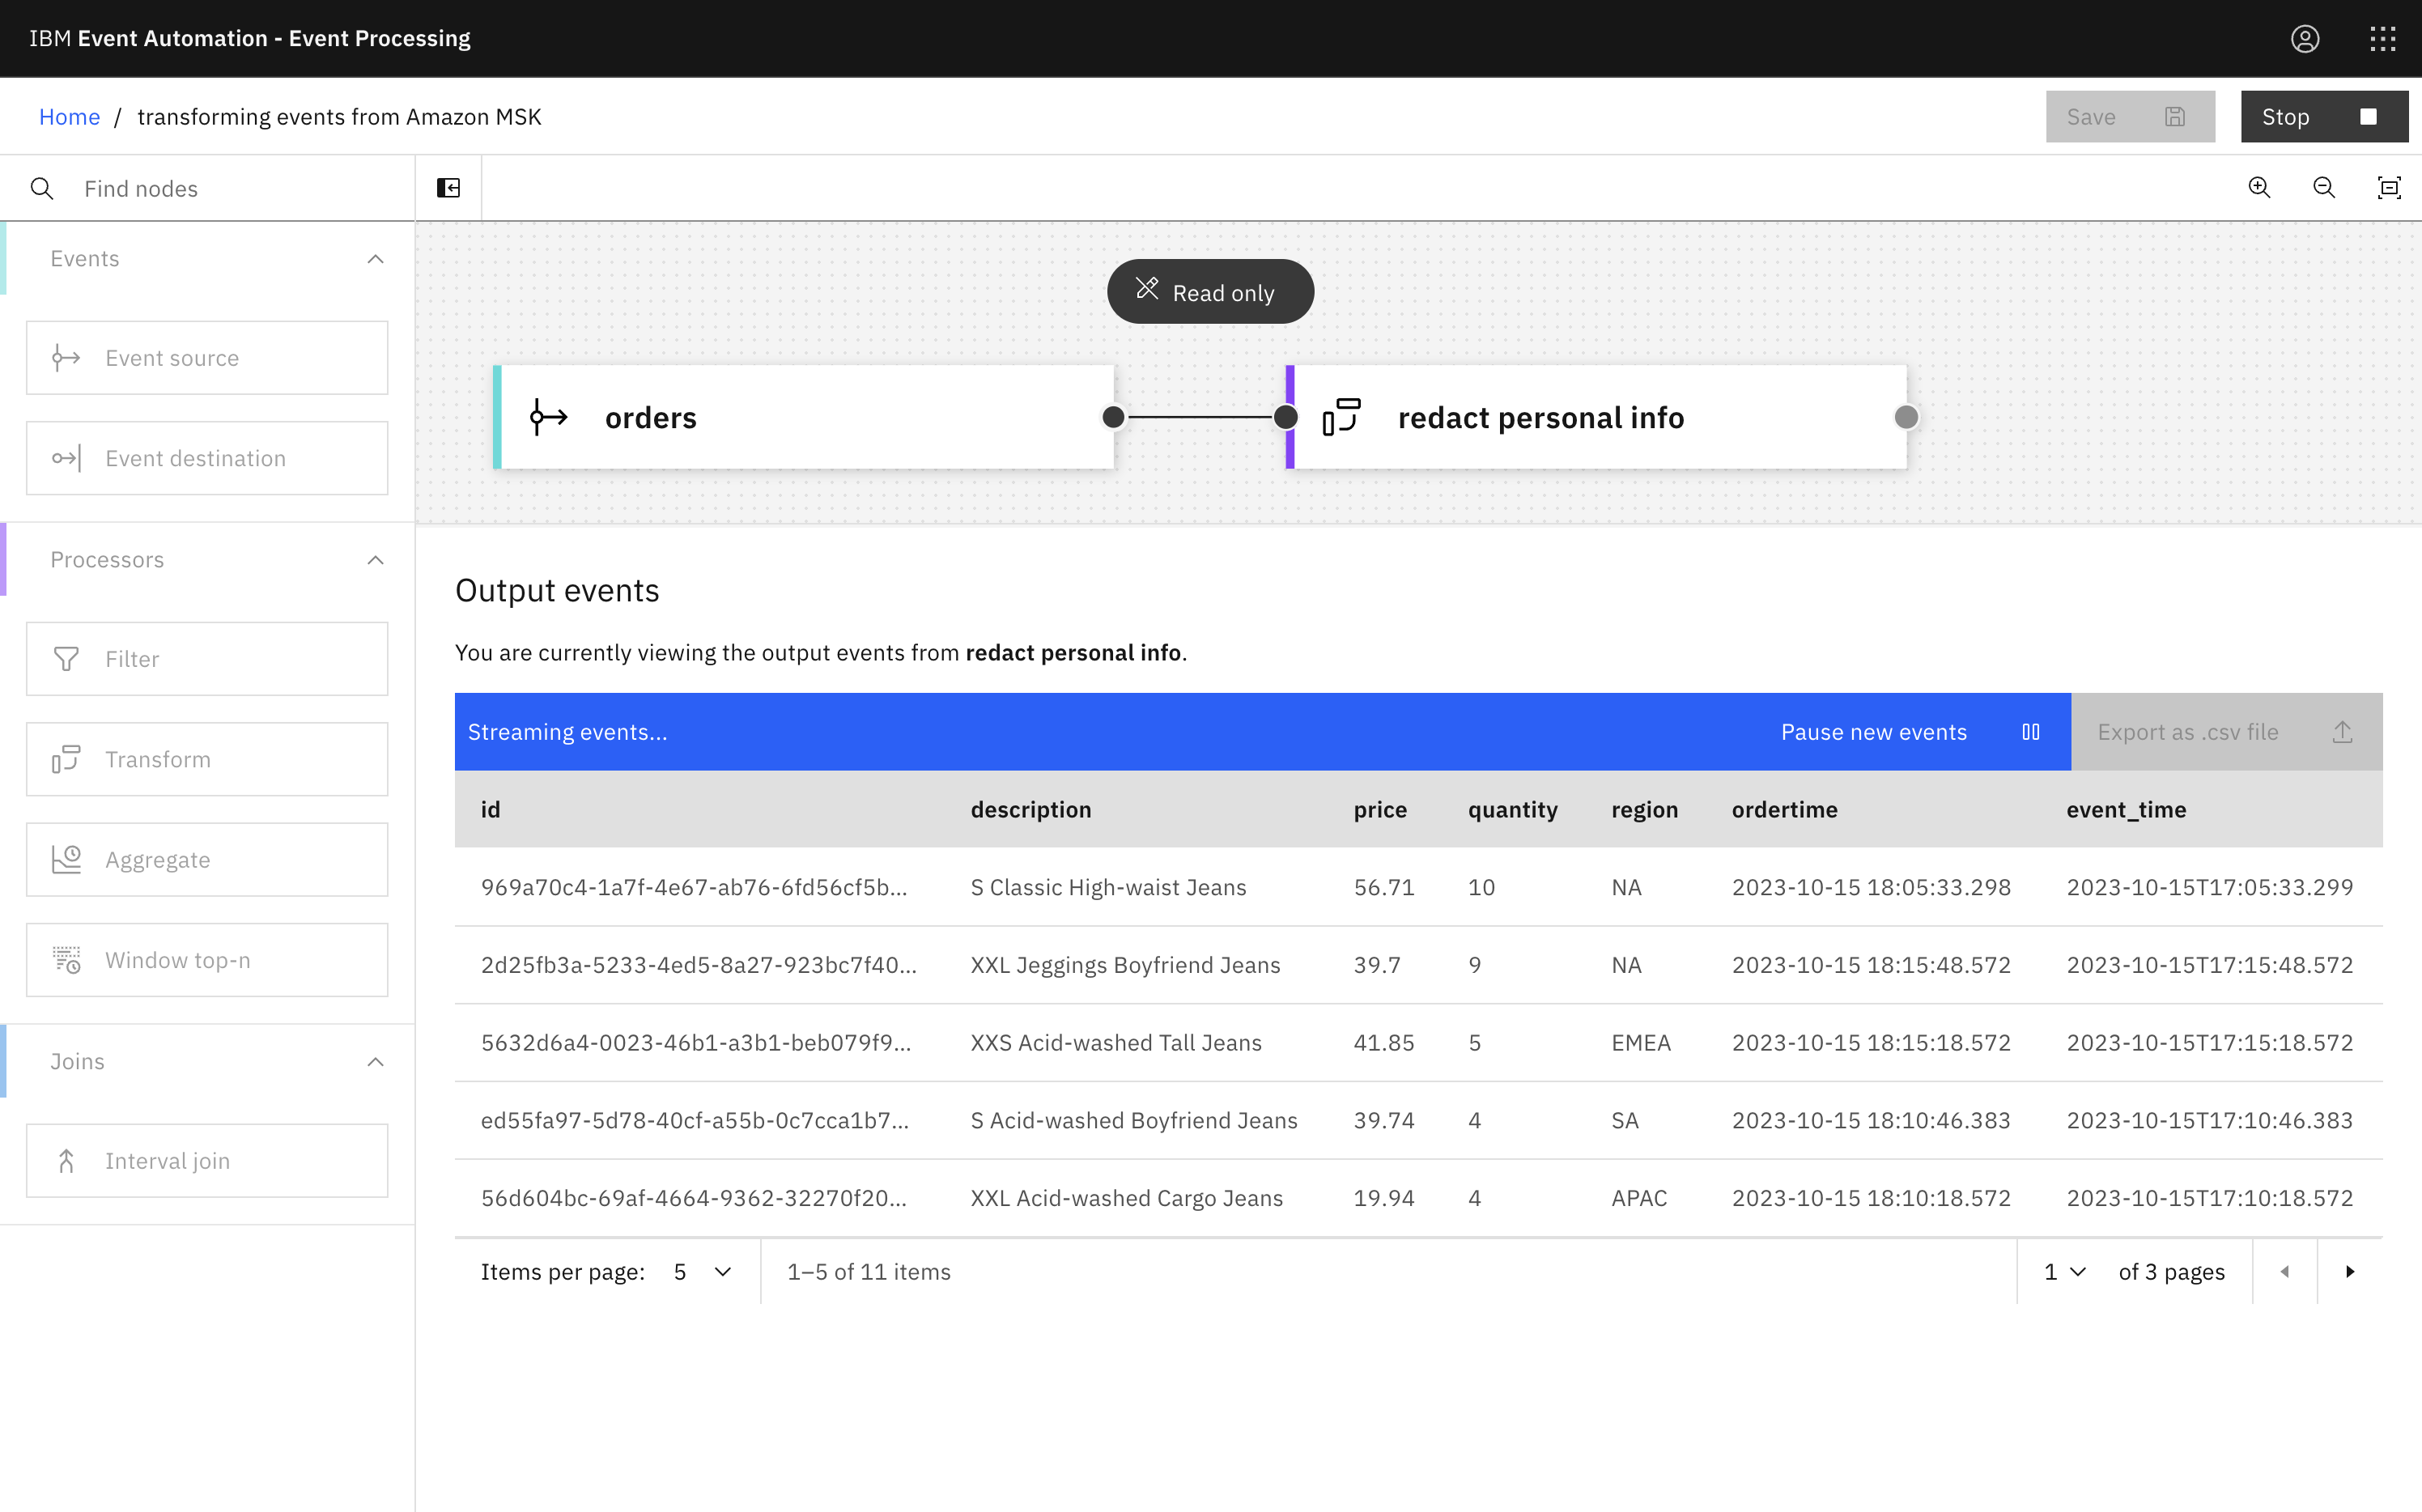 IBM Event Automation - Event Processing
Home / transforming events from Amazon MSK
Save
Stop
Find nodes
Events
Event source
Event destination
Processors
Filter
Transform
Aggregate
Window top-n
Joins
Interval join
Read only
orders
redact personal info
Output events
You are currently viewing the output events from redact personal info.
Streaming events...
Pause new events
Export as .csv file
id description price quantity region ordertime event_time
969a70c4-1a7f-4e67-ab76-6fd56cf5b... S Classic High-waist Jeans 56.71 10 NA 2023-10-15 18:05:33.298 2023-10-15T17:05:33.299
2d25fb3a-5233-4ed5-8a27-923bc7f40... XXL Jeggings Boyfriend Jeans 39.7 9 NA 2023-10-15 18:15:48.572 2023-10-15T17:15:48.572
5632d6a4-0023-46b1-a3b1-beb079f9... XXS Acid-washed Tall Jeans 41.85 5 EMEA 2023-10-15 18:15:18.572 2023-10-15T17:15:18.572
ed55fa97-5d78-40cf-a55b-0c7cca1b7... S Acid-washed Boyfriend Jeans 39.74 4 SA 2023-10-15 18:10:46.383 2023-10-15T17:10:46.383
56d604bc-69af-4664-9362-32270f20... XXL Acid-washed Cargo Jeans 19.94 4 APAC 2023-10-15 18:10:18.572 2023-10-15T17:10:18.572
Items per page: 5 1–5 of 11 items 1 of 3 pages